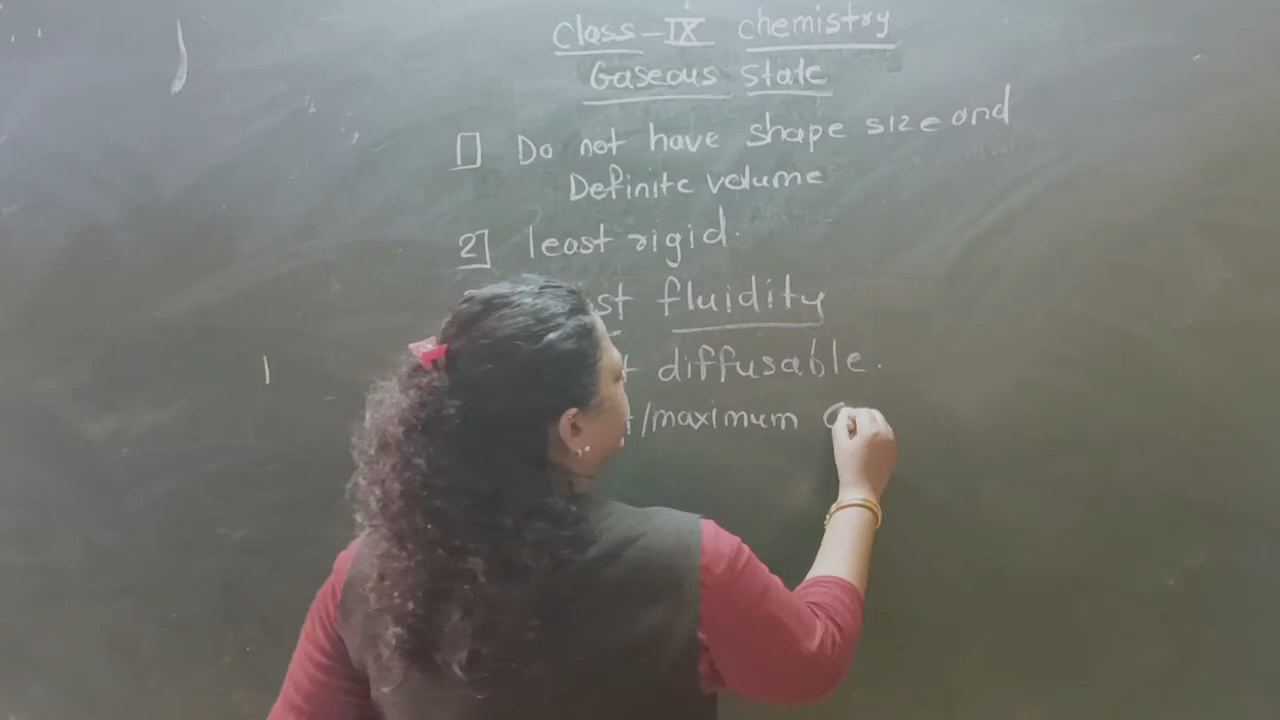 Class-IX chemistry
Gaseous state
1] Do not have shape size and
Definite volume
2] least rigid.
fluidity
diffusable.
/maximum